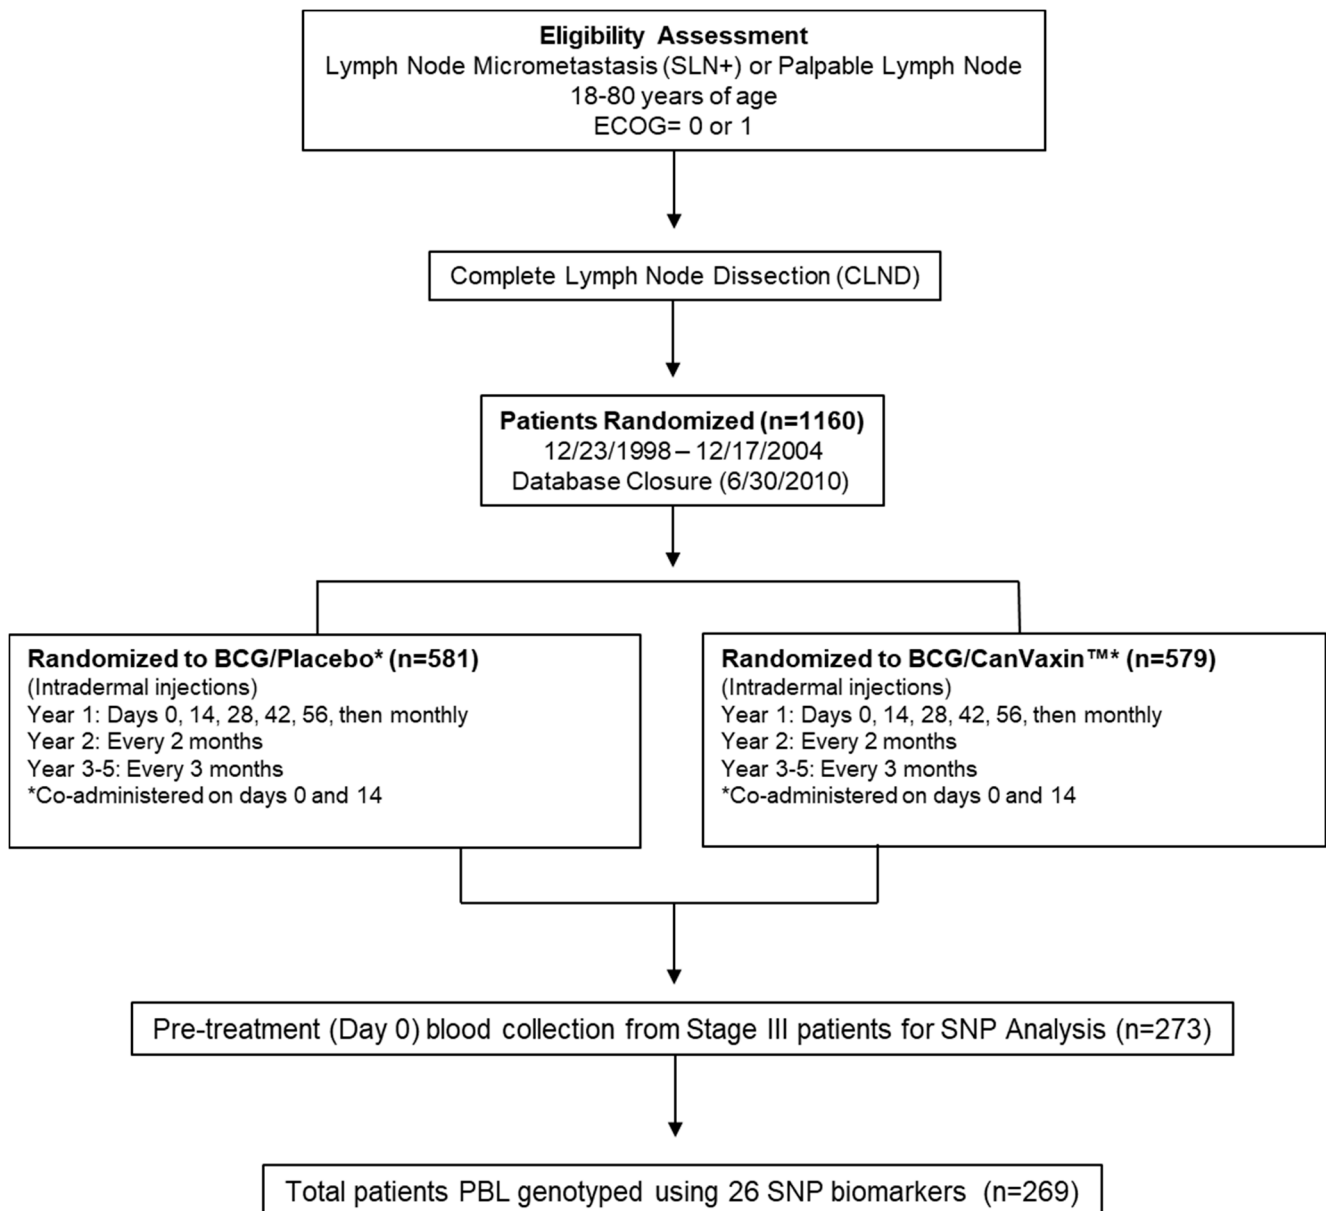 Eligibility Assessment
Lymph Node Micrometastasis (SLN+) or Palpable Lymph Node
18-80 years of age
ECOG= 0 or 1
Complete Lymph Node Dissection (CLND)
Patients Randomized (n=1160)
12/23/1998 – 12/17/2004
Database Closure (6/30/2010)
Randomized to BCG/Placebo* (n=581)
(Intradermal injections)
Year 1: Days 0, 14, 28, 42, 56, then monthly
Year 2: Every 2 months
Year 3-5: Every 3 months
*Co-administered on days 0 and 14
Randomized to BCG/CanVaxin™* (n=579)
(Intradermal injections)
Year 1: Days 0, 14, 28, 42, 56, then monthly
Year 2: Every 2 months
Year 3-5: Every 3 months
*Co-administered on days 0 and 14
Pre-treatment (Day 0) blood collection from Stage III patients for SNP Analysis (n=273)
Total patients PBL genotyped using 26 SNP biomarkers (n=269)